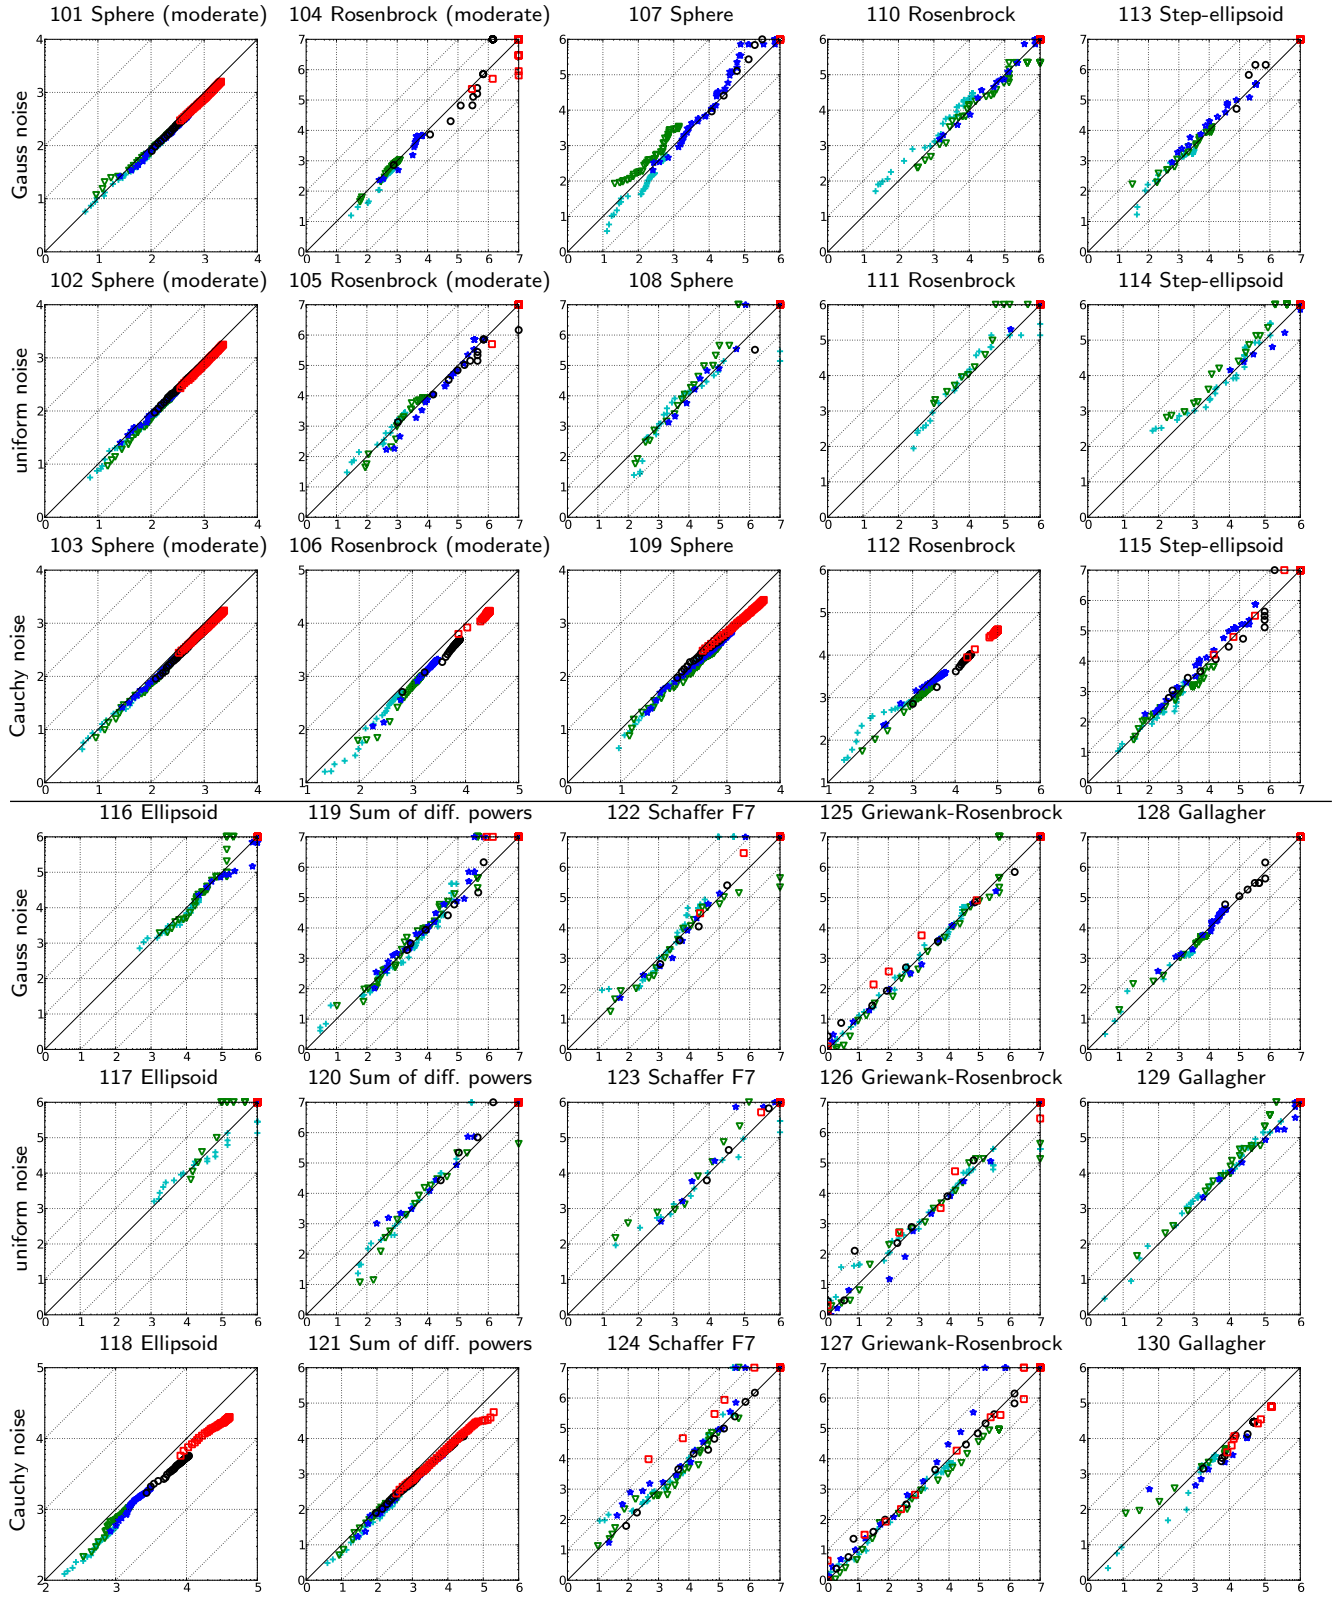 101 Sphere (moderate)
104 Rosenbrock (moderate)
107 Sphere
110 Rosenbrock
113 Step-ellipsoid
Gauss noise
102 Sphere (moderate)
105 Rosenbrock (moderate)
108 Sphere
111 Rosenbrock
114 Step-ellipsoid
uniform noise
103 Sphere (moderate)
106 Rosenbrock (moderate)
109 Sphere
112 Rosenbrock
115 Step-ellipsoid
Cauchy noise
116 Ellipsoid
119 Sum of diff. powers
122 Schaffer F7
125 Griewank-Rosenbrock
128 Gallagher
Gauss noise
117 Ellipsoid
120 Sum of diff. powers
123 Schaffer F7
126 Griewank-Rosenbrock
129 Gallagher
uniform noise
118 Ellipsoid
121 Sum of diff. powers
124 Schaffer F7
127 Griewank-Rosenbrock
130 Gallagher
Cauchy noise